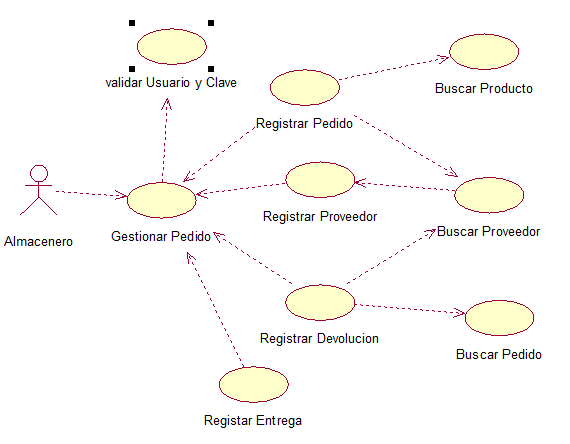 validar Usuario y Clave
Buscar Producto
Registrar Pedido
Almacenero
Gestionar Pedido
Registrar Proveedor
Buscar Proveedor
Registrar Devolucion
Buscar Pedido
Registar Entrega